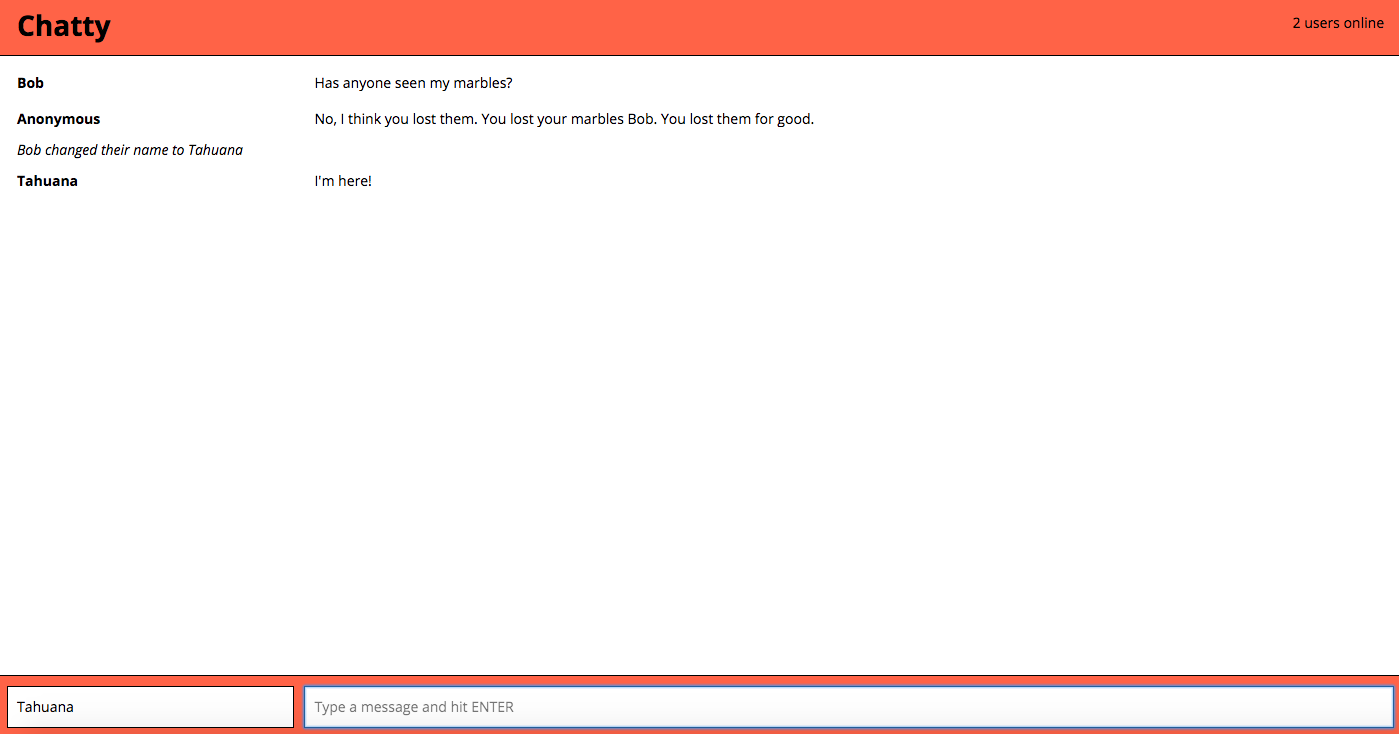 Chatty
2 users online
Bob Has anyone seen my marbles?
Anonymous No, I think you lost them. You lost your marbles Bob. You lost them for good.
Bob changed their name to Tahuana
Tahuana I'm here!
Tahuana Type a message and hit ENTER